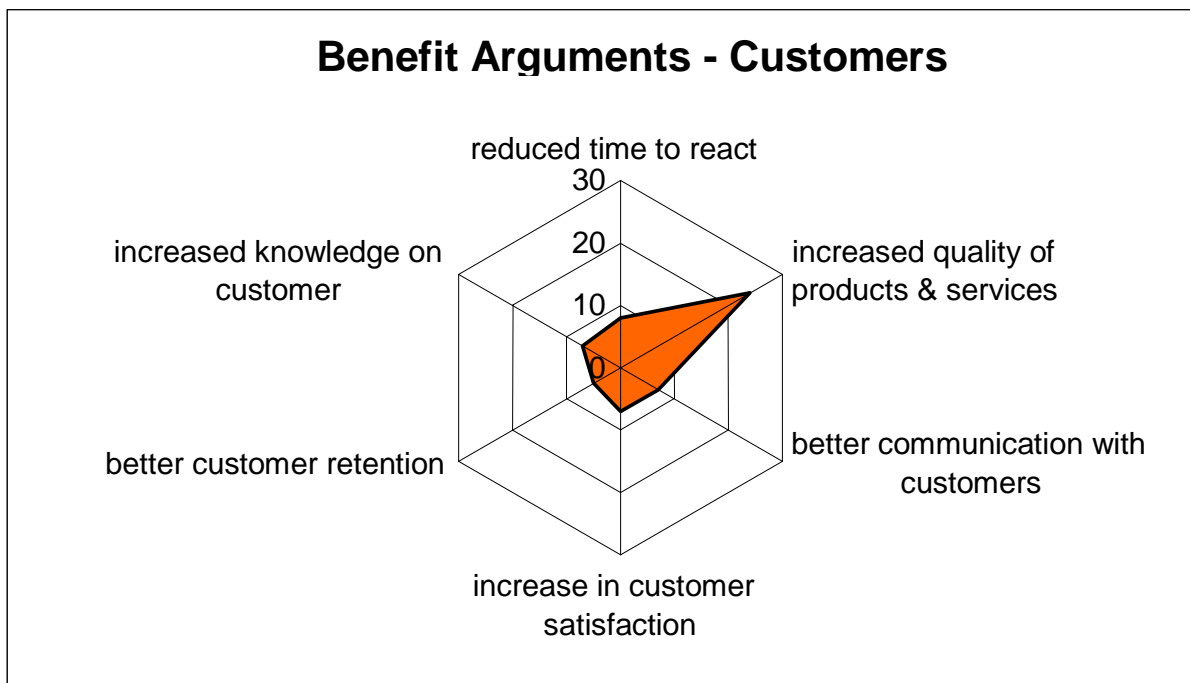 Benefit Arguments - Customers
reduced time to react
30
20
10
0
increased quality of
products & services
better communication with
customers
increase in customer
satisfaction
better customer retention
increased knowledge on
customer